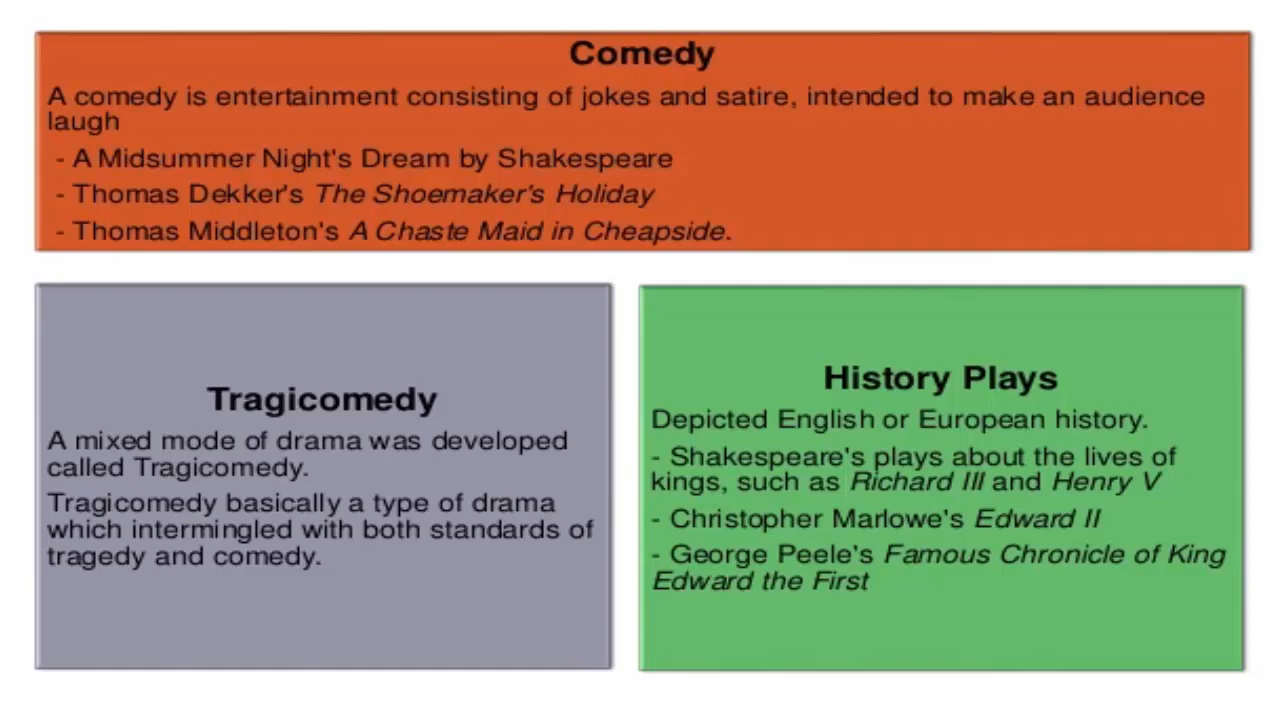 Comedy
A comedy is entertainment consisting of jokes and satire, intended to make an audience
laugh
- A Midsummer Night's Dream by Shakespeare
- Thomas Dekker's The Shoemaker's Holiday
- Thomas Middleton's A Chaste Maid in Cheapside.
Tragicomedy
A mixed mode of drama was developed
called Tragicomedy.
Tragicomedy basically a type of drama
which intermingled with both standards of
tragedy and comedy.
History Plays
Depicted English or European history.
- Shakespeare's plays about the lives of
kings, such as Richard III and Henry V
- Christopher Marlowe's Edward II
- George Peele's Famous Chronicle of King
Edward the First